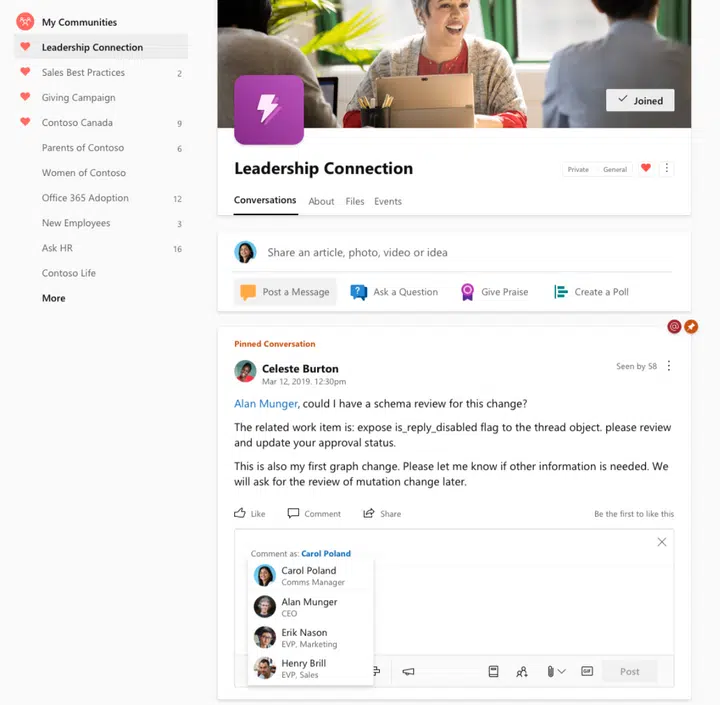 My Communities
Leadership Connection
Sales Best Practices 2
Giving Campaign
Contoso Canada 9
Parents of Contoso 6
Women of Contoso
Office 365 Adoption 12
New Employees 3
Ask HR 16
Contoso Life
More
Joined
Leadership Connection
Private General
Conversations About Files Events
Share an article, photo, video or idea
Post a Message Ask a Question Give Praise Create a Poll
Pinned Conversation
Celeste Burton
Mar 12, 2019. 12:30pm
Seen by 58
Alan Munger, could I have a schema review for this change?
The related work item is: expose is_reply_disabled flag to the thread object. please review
and update your approval status.
This is also my first graph change. Please let me know if other information is needed. We
will ask for the review of mutation change later.
Like Comment Share Be the first to like this
Comment as: Carol Poland
Carol Poland
Comms Manager
Alan Munger
CEO
Erik Nason
EVP, Marketing
Henry Brill
EVP, Sales
GIF
Post